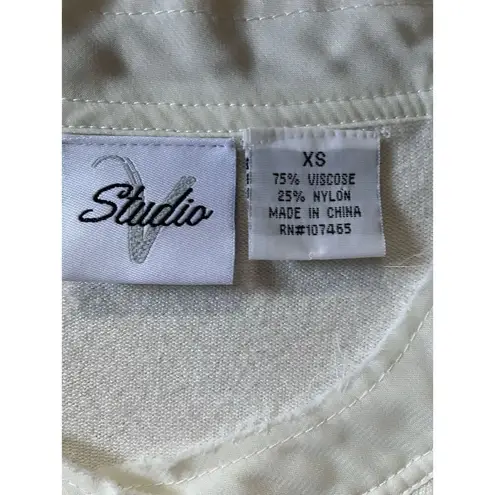 V
Studio
XS
75% VISCOSE
25% NYLON
MADE IN CHINA
RN#107465